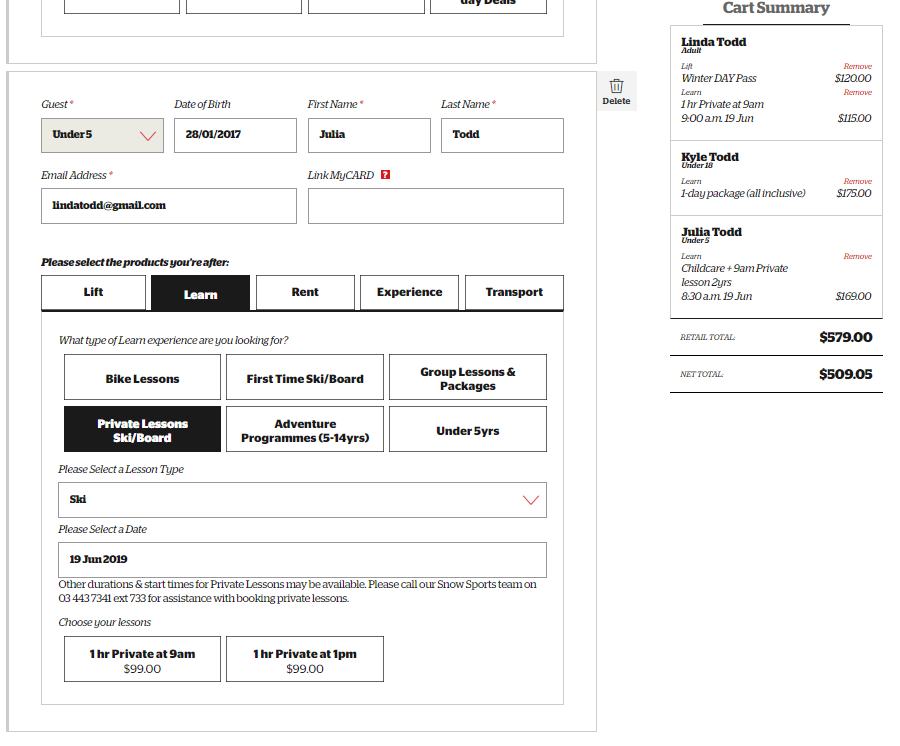 day Deals
Guest *
Date of Birth
First Name *
Last Name *
Under 5
28/01/2017
Julia
Todd
Email Address *
Link MyCARD ?
lindatodd@gmail.com
Please select the products you're after:
Lift
Learn
Rent
Experience
Transport
What type of Learn experience are you looking for?
Bike Lessons
First Time Ski/Board
Group Lessons &
Packages
Private Lessons
Ski/Board
Adventure
Programmes (5-14yrs)
Under 5yrs
Please Select a Lesson Type
Ski
Please Select a Date
19 Jun 2019
Other durations & start times for Private Lessons may be available. Please call our Snow Sports team on
03 443 7341 ext 733 for assistance with booking private lessons.
Choose your lessons
1 hr Private at 9am
$99.00
1 hr Private at 1pm
$99.00
Delete
Cart Summary
Linda Todd
Adult
Lift Remove
Winter DAY Pass $120.00
Learn Remove
1 hr Private at 9am
9:00 a.m. 19 Jun $115.00
Kyle Todd
Under 18
Learn Remove
1-day package (all inclusive) $175.00
Julia Todd
Under 5
Learn Remove
Childcare + 9am Private
lesson 2yrs
8:30 a.m. 19 Jun $169.00
RETAIL TOTAL: $579.00
NET TOTAL: $509.05